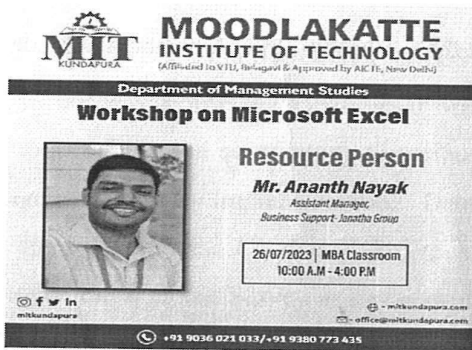 MIT
KUNDAPURA
MOODLAKATTE
INSTITUTE OF TECHNOLOGY
(Affiliated to VTU, Belagavi & Approved by AICTE, New Delhi)
Department of Management Studies
Workshop on Microsoft Excel
Resource Person
Mr. Ananth Nayak
Assistant Manager,
Business Support- Janatha Group
26/07/2023 | MBA Classroom
10:00 A.M - 4:00 P.M
mitkundapura
- mitkundapura.com
- office@mitkundapura.com
+91 9036 021 033/+91 9380 773 435